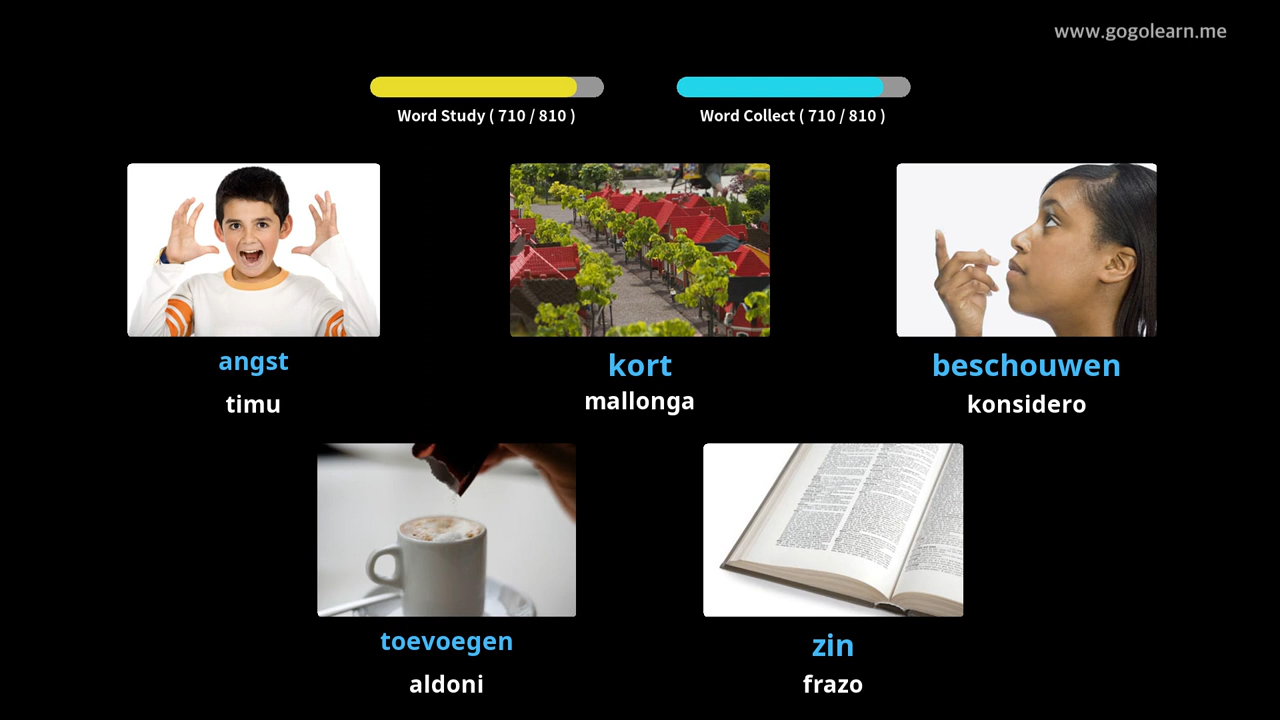 www.gogolearn.me
Word Study ( 710 / 810 )
Word Collect ( 710 / 810 )
angst
timu
kort
mallonga
beschouwen
konsidero
toevoegen
aldoni
zin
frazo